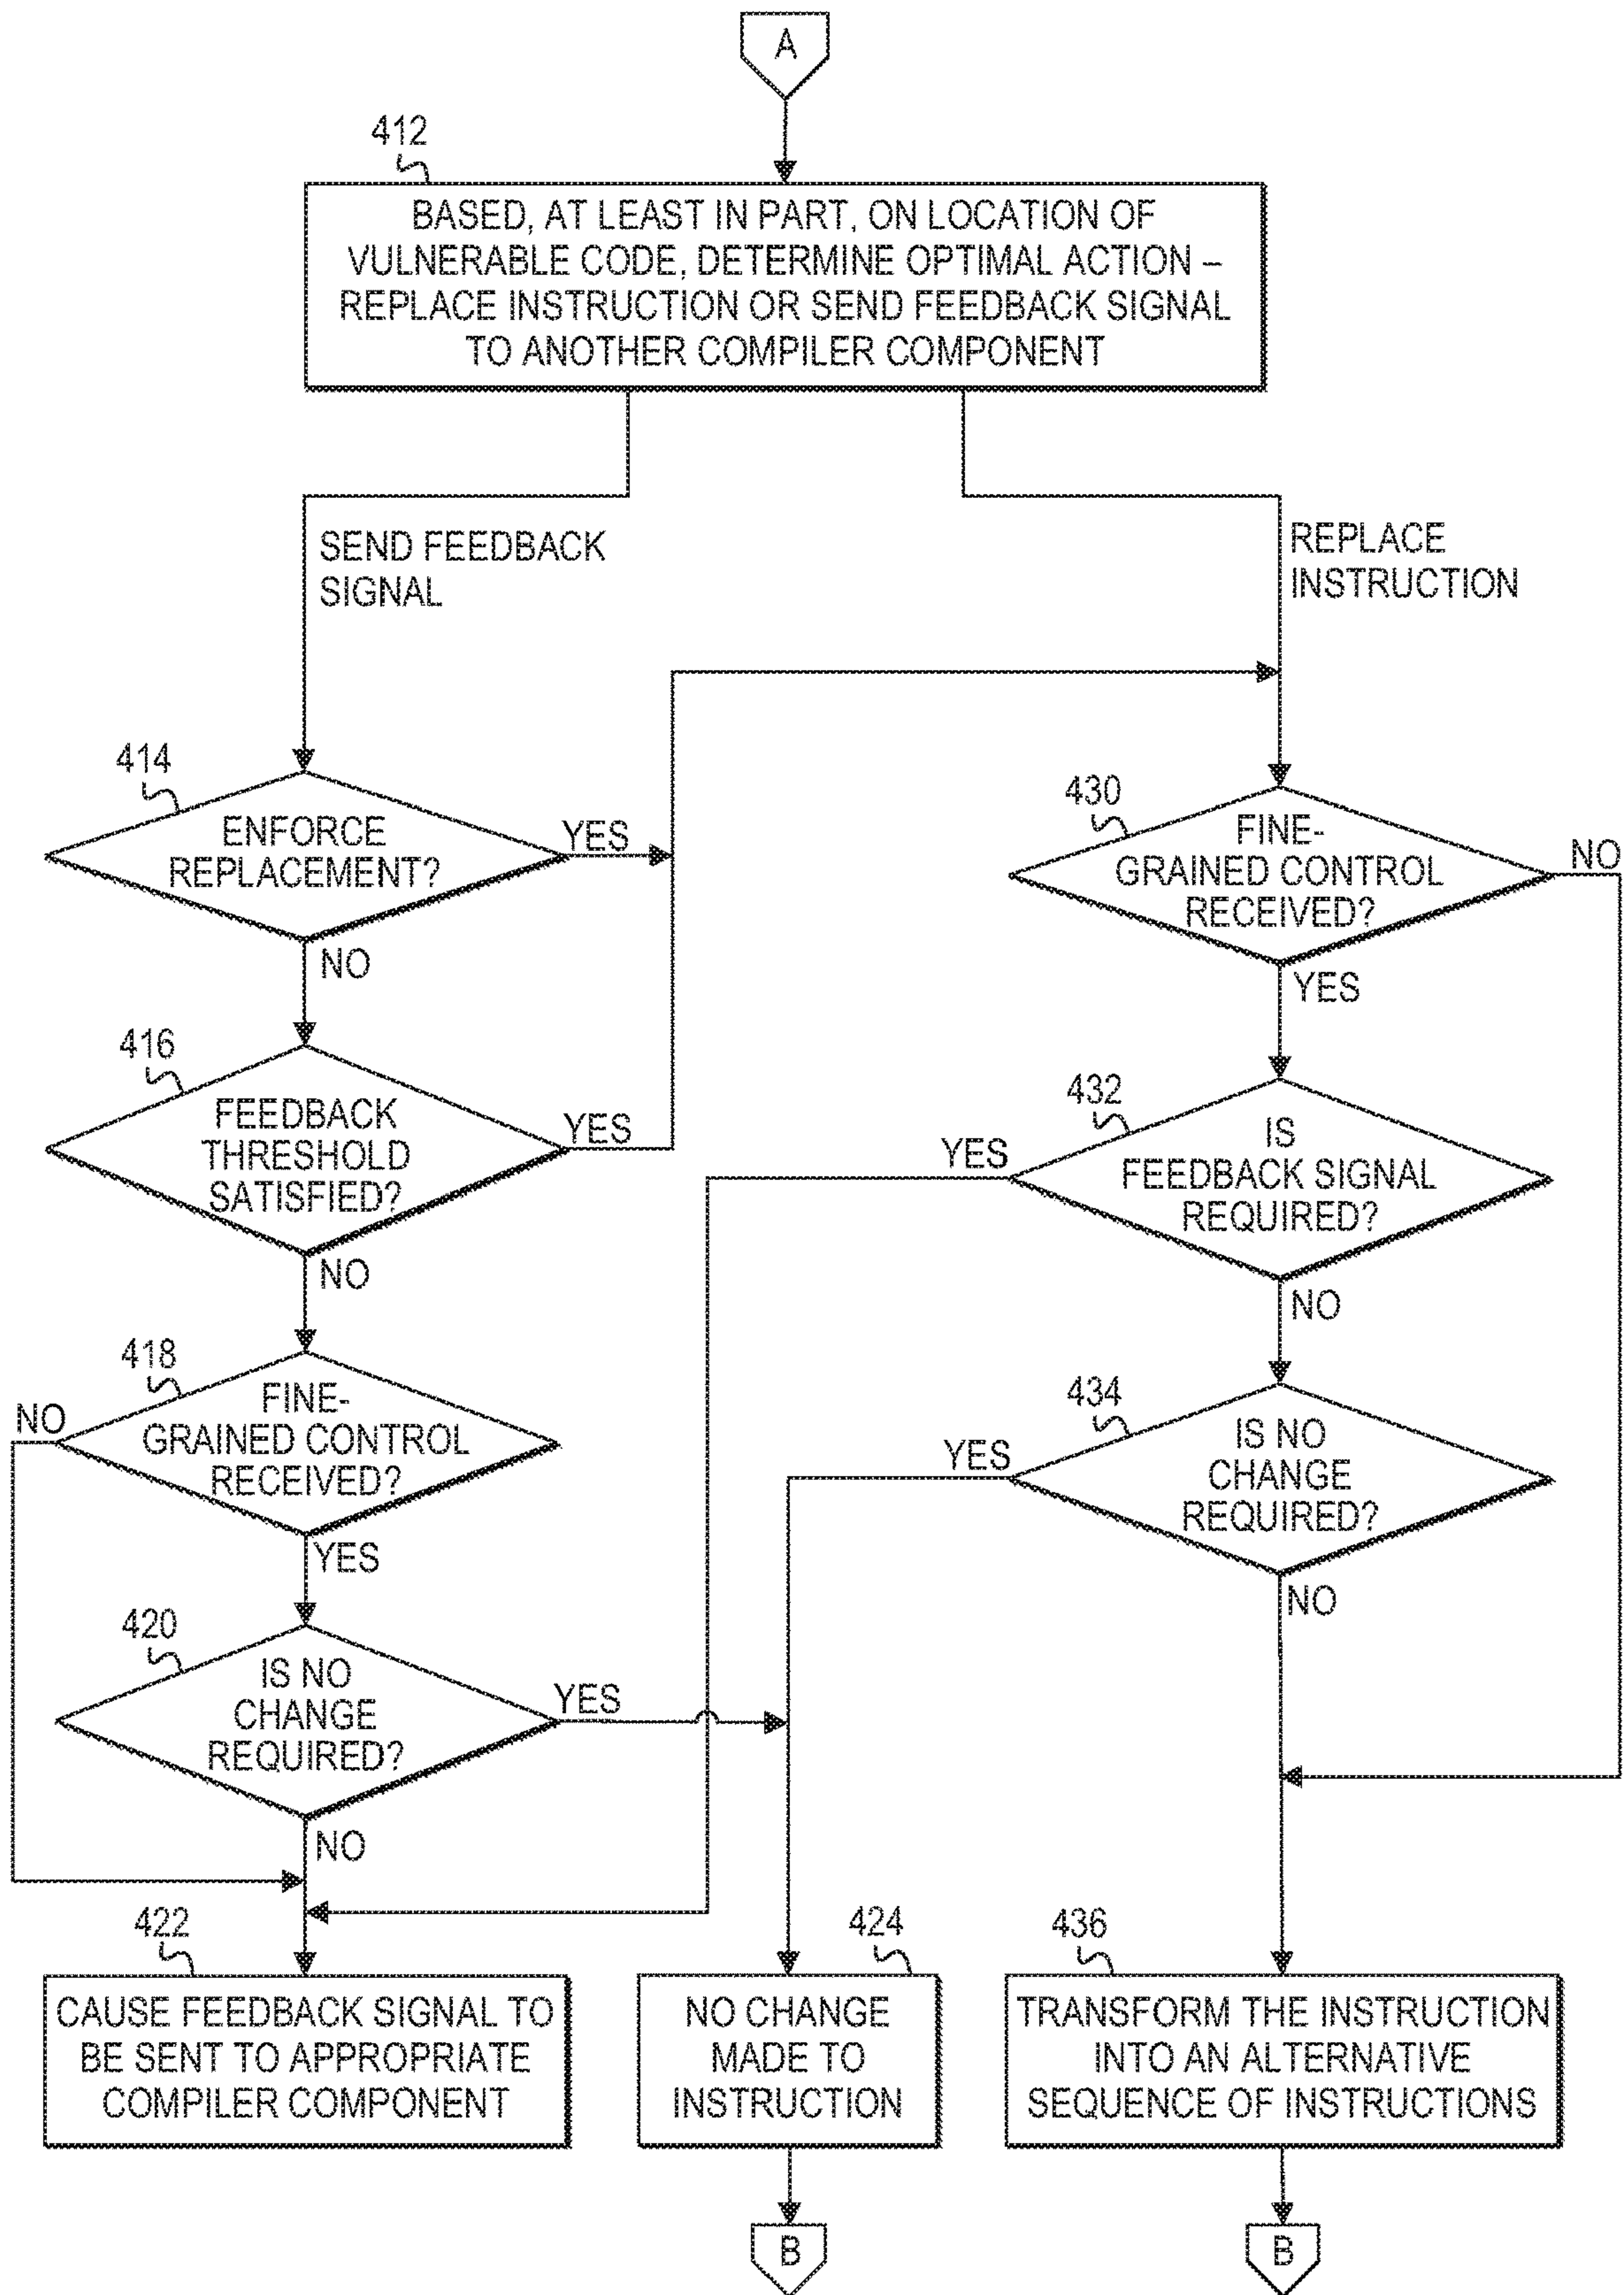 A
412
BASED, AT LEAST IN PART, ON LOCATION OF
VULNERABLE CODE, DETERMINE OPTIMAL ACTION –
REPLACE INSTRUCTION OR SEND FEEDBACK SIGNAL
TO ANOTHER COMPILER COMPONENT
SEND FEEDBACK
SIGNAL
REPLACE
INSTRUCTION
414
ENFORCE
REPLACEMENT?
YES
NO
430
FINE-
GRAINED CONTROL
RECEIVED?
NO
YES
416
FEEDBACK
THRESHOLD
SATISFIED?
YES
NO
432
IS
FEEDBACK SIGNAL
REQUIRED?
YES
NO
418
FINE-
GRAINED CONTROL
RECEIVED?
NO
YES
434
IS NO
CHANGE
REQUIRED?
YES
NO
420
IS NO
CHANGE
REQUIRED?
YES
NO
422
CAUSE FEEDBACK SIGNAL TO
BE SENT TO APPROPRIATE
COMPILER COMPONENT
424
NO CHANGE
MADE TO
INSTRUCTION
436
TRANSFORM THE INSTRUCTION
INTO AN ALTERNATIVE
SEQUENCE OF INSTRUCTIONS
B
B